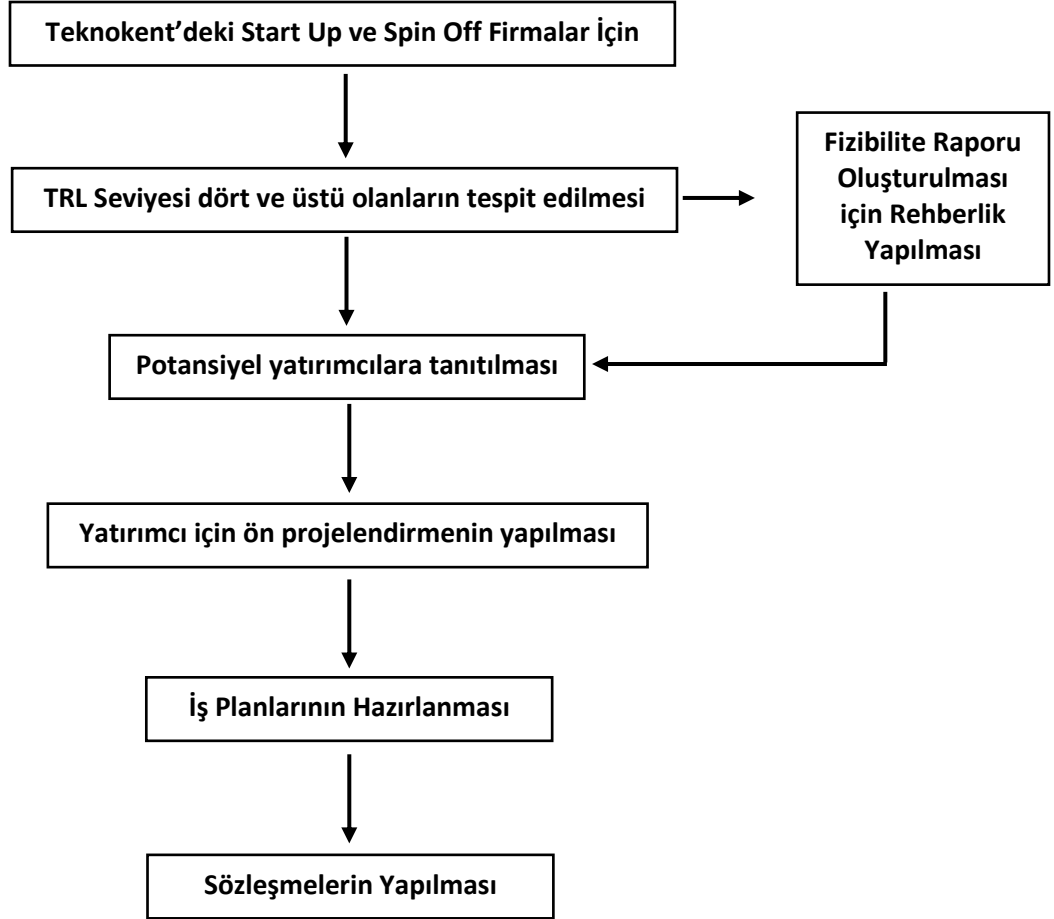 Teknokent’deki Start Up ve Spin Off Firmalar İçin
TRL Seviyesi dört ve üstü olanların tespit edilmesi
Fizibilite Raporu
Oluşturulması
için Rehberlik
Yapılması
Potansiyel yatırımcılara tanıtılması
Yatırımcı için ön projelendirmenin yapılması
İş Planlarının Hazırlanması
Sözleşmelerin Yapılması